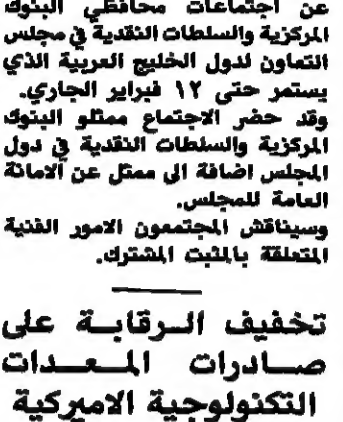 عن اجتماعات محافظي البنوك
المركزية والسلطات النقدية في مجلس
التعاون لدول الخليج العربية الذي
يستمر حتى ١٢ فبراير الجاري.
وقد حضر الاجتماع ممثلو البنوك
المركزية والسلطات النقدية في دول
المجلس اضافة الى ممثل عن الامانة
العامة للمجلس.
وسيناقش المجتمعون الامور الفنية
المتعلقة بالمثبت المشترك.
تخفيف الرقابة على
صادرات المعدات
التكنولوجية الاميركية